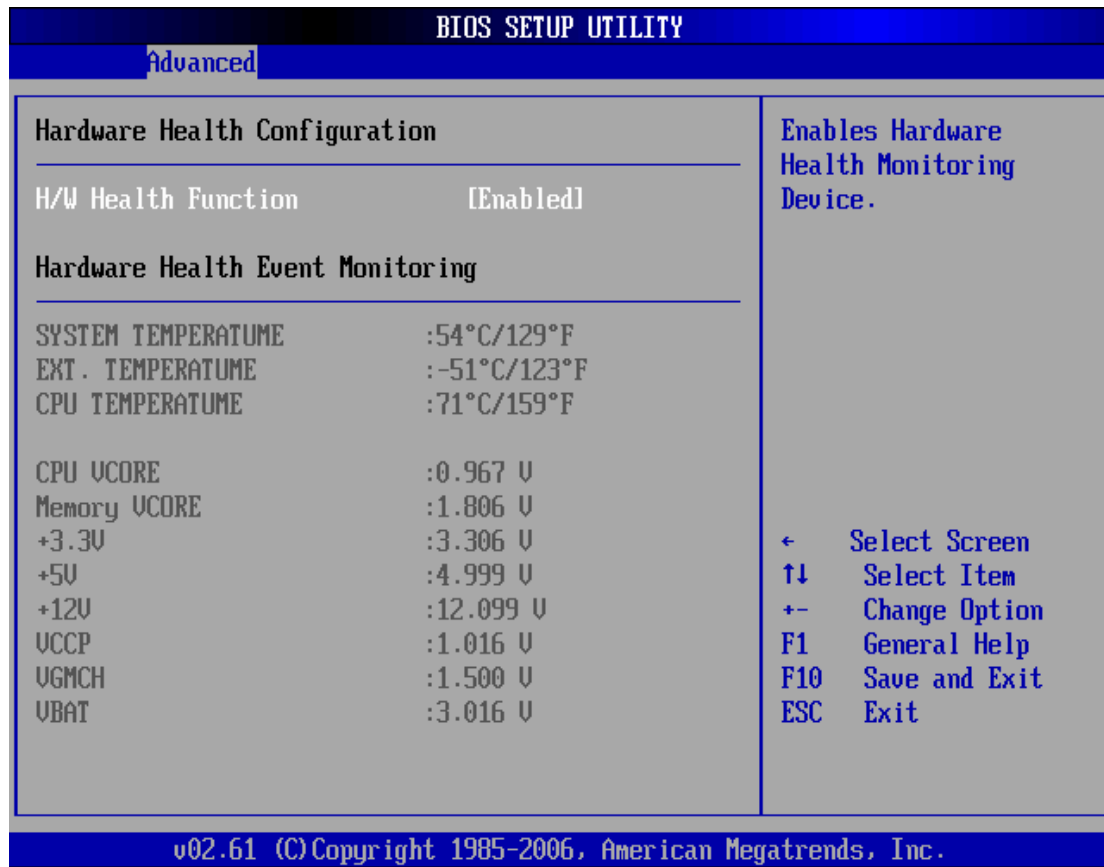 BIOS SETUP UTILITY
Advanced
Hardware Health Configuration
H/W Health Function [Enabled]
Hardware Health Event Monitoring
SYSTEM TEMPERATUME :54°C/129°F
EXT. TEMPERATUME :-51°C/123°F
CPU TEMPERATUME :71°C/159°F
CPU VCORE :0.967 V
Memory VCORE :1.806 V
+3.3V :3.306 V
+5V :4.999 V
+12V :12.099 V
VCCP :1.016 V
VGMCH :1.500 V
VBAT :3.016 V
Enables Hardware
Health Monitoring
Device.
← Select Screen
↑↓ Select Item
+- Change Option
F1 General Help
F10 Save and Exit
ESC Exit
v02.61 (C)Copyright 1985-2006, American Megatrends, Inc.